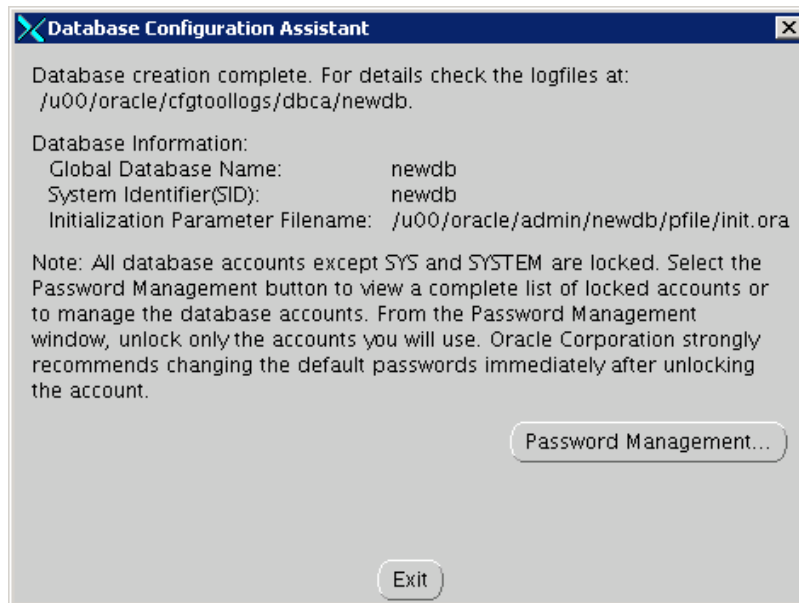 Database Configuration Assistant
Database creation complete. For details check the logfiles at:
/u00/oracle/cfgtoollogs/dbca/newdb.
Database Information:
Global Database Name: newdb
System Identifier(SID): newdb
Initialization Parameter Filename: /u00/oracle/admin/newdb/pfile/init.ora
Note: All database accounts except SYS and SYSTEM are locked. Select the
Password Management button to view a complete list of locked accounts or
to manage the database accounts. From the Password Management
window, unlock only the accounts you will use. Oracle Corporation strongly
recommends changing the default passwords immediately after unlocking
the account.
Password Management...
Exit